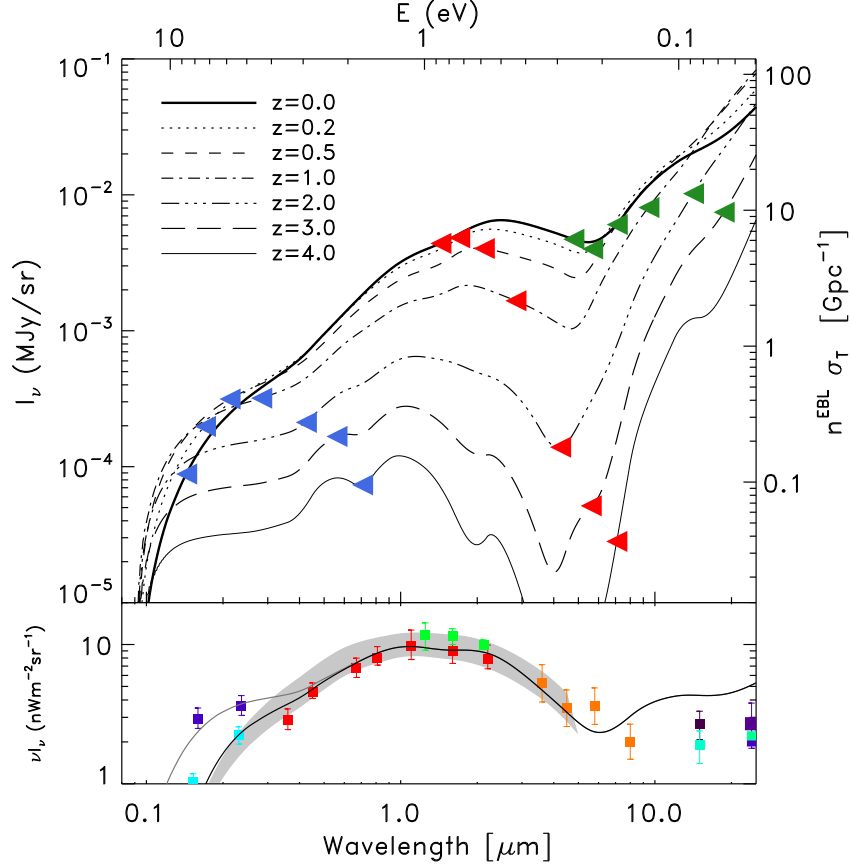 E (eV)
10 1 0.1
10⁻¹ 100
z=0.0
z=0.2
z=0.5
z=1.0
z=2.0
z=3.0
z=4.0
10⁻² 10
10⁻³ 1
10⁻⁴ 0.1
10⁻⁵
I_ν (MJy/sr)
n^EBL σ_T [Gpc⁻¹]
10
1
νI_ν (nWm⁻²sr⁻¹)
0.1 1.0 10.0
Wavelength [μm]